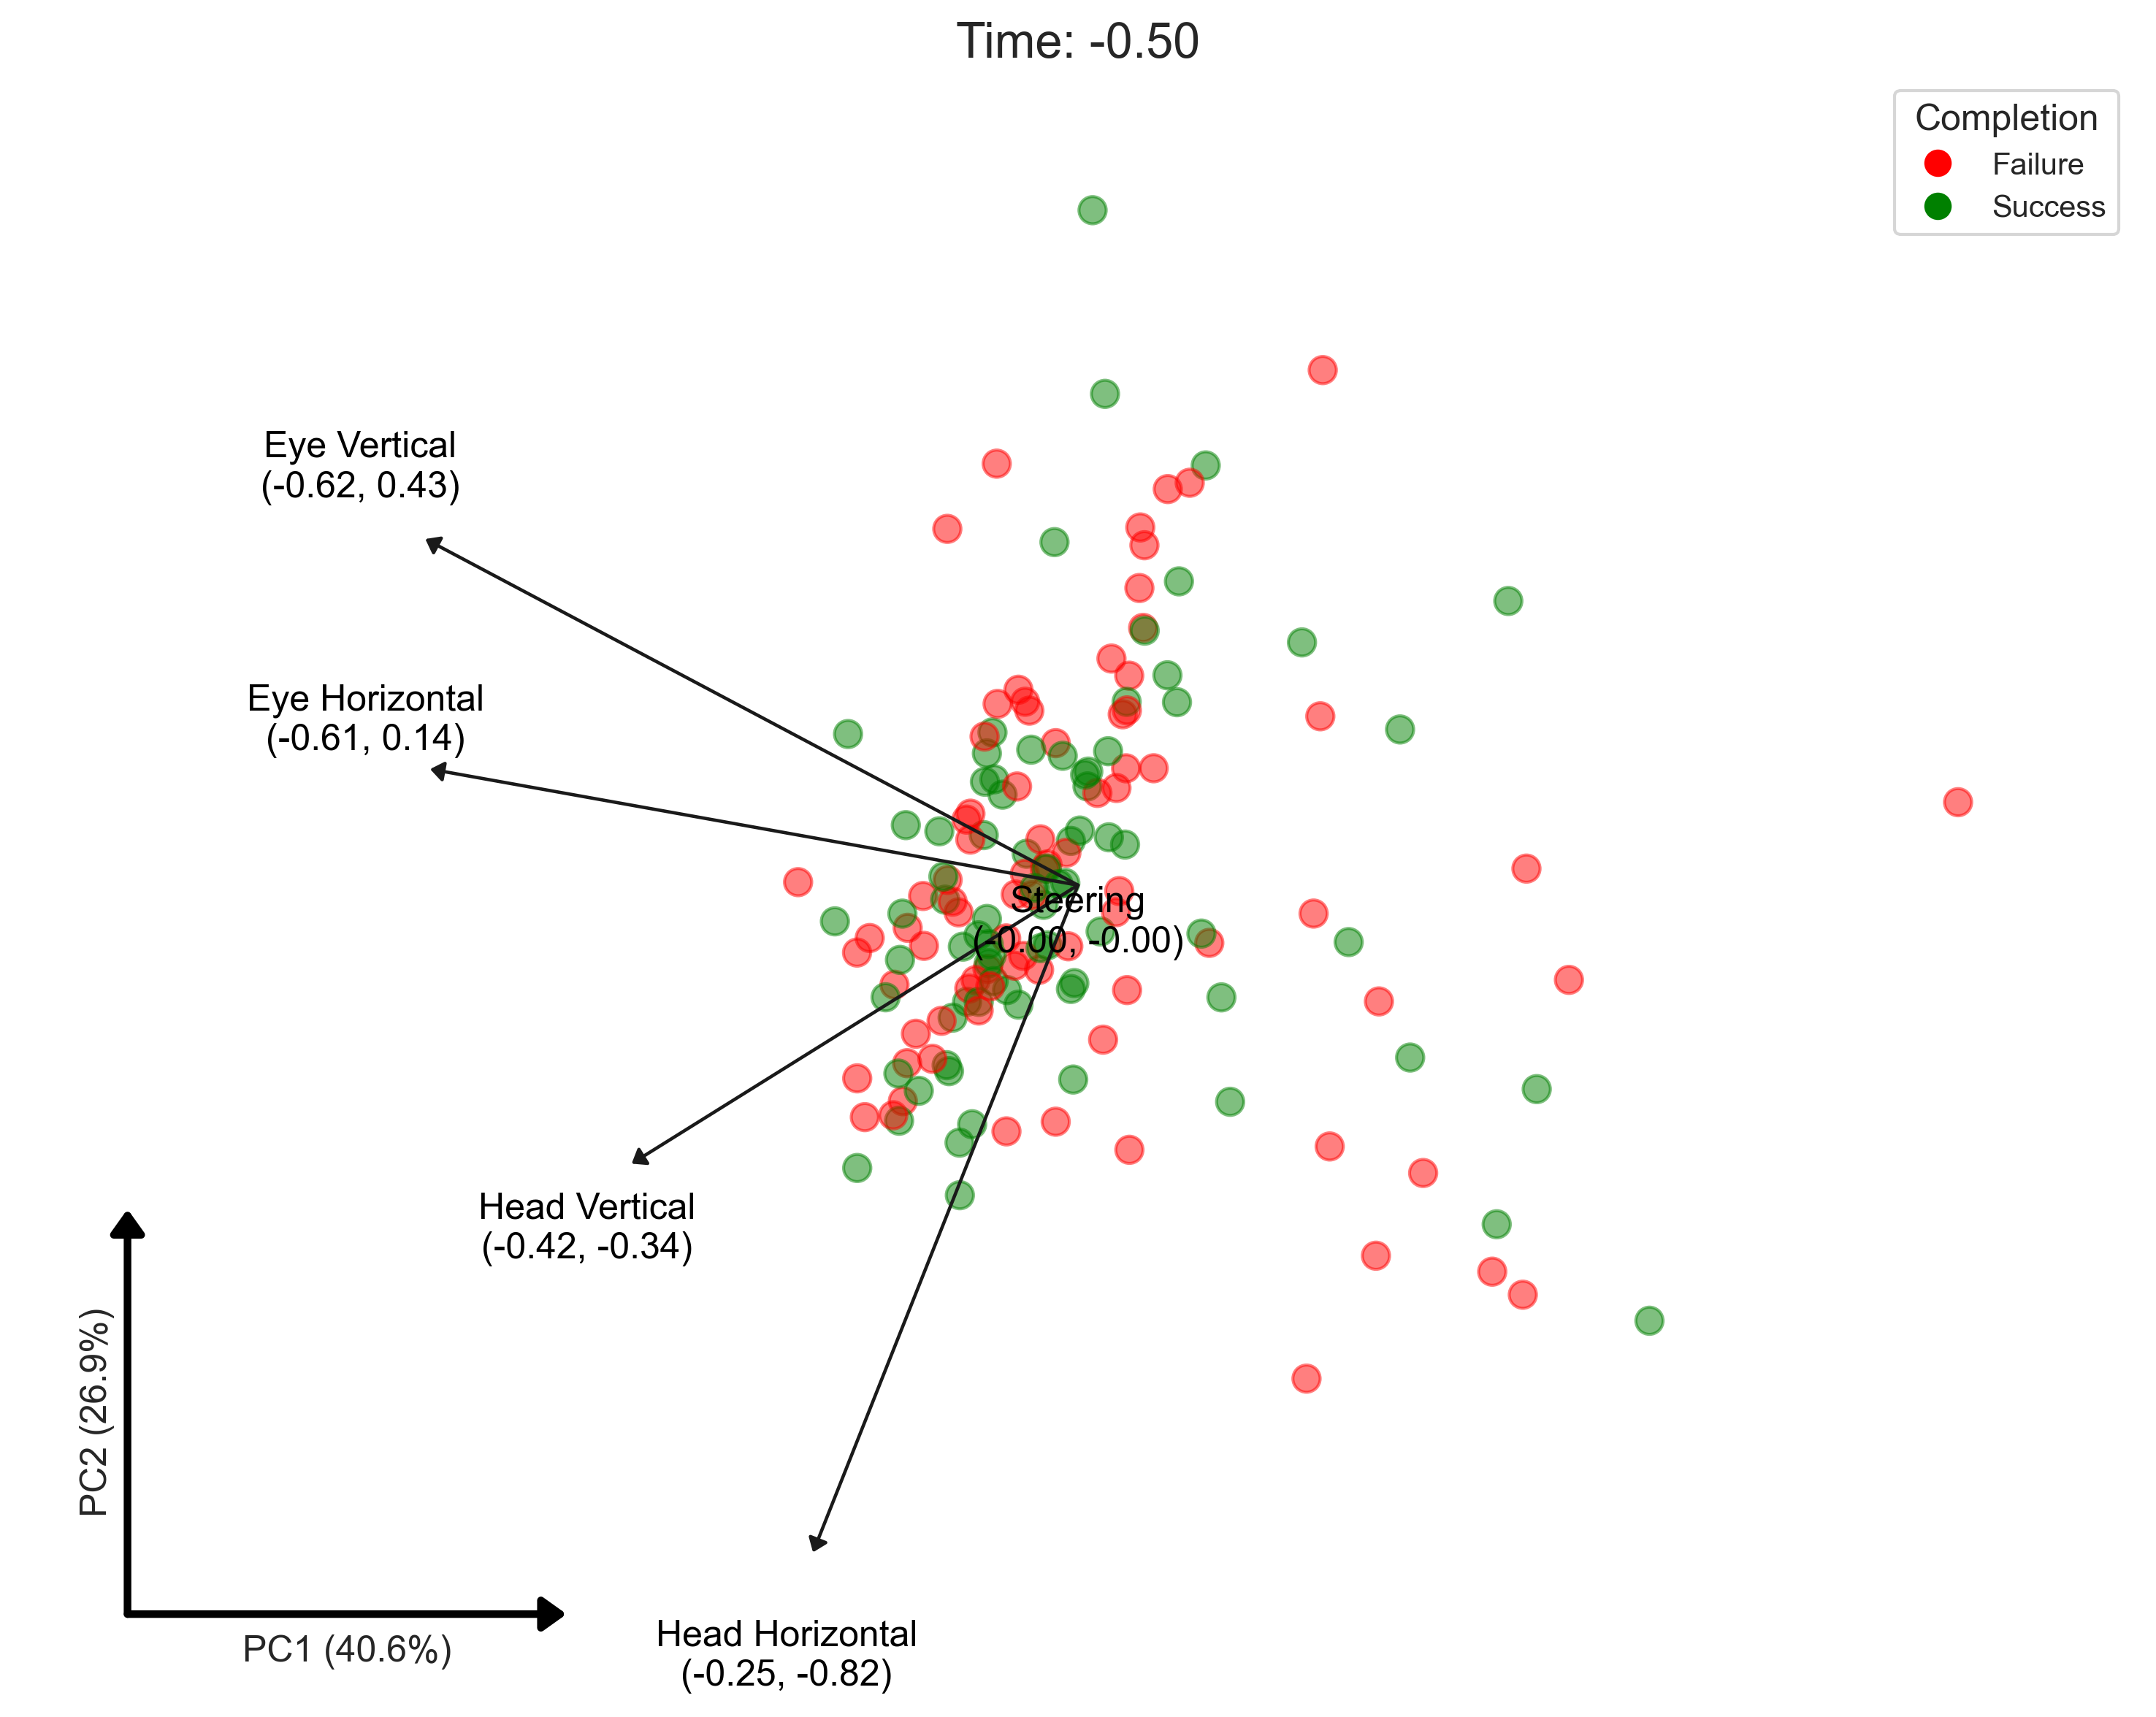 Time: -0.50
Completion
Failure
Success
Eye Vertical
(-0.62, 0.43)
Eye Horizontal
(-0.61, 0.14)
Steering
(-0.00, -0.00)
Head Vertical
(-0.42, -0.34)
PC2 (26.9%)
PC1 (40.6%)
Head Horizontal
(-0.25, -0.82)